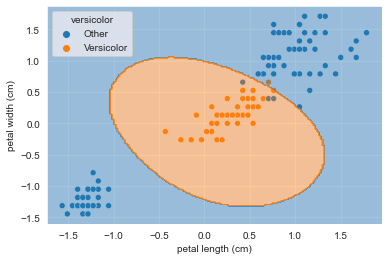 versicolor
Other
Versicolor
petal width (cm)
1.5
1.0
0.5
0.0
−0.5
−1.0
−1.5
−1.5 −1.0 −0.5 0.0 0.5 1.0 1.5
petal length (cm)